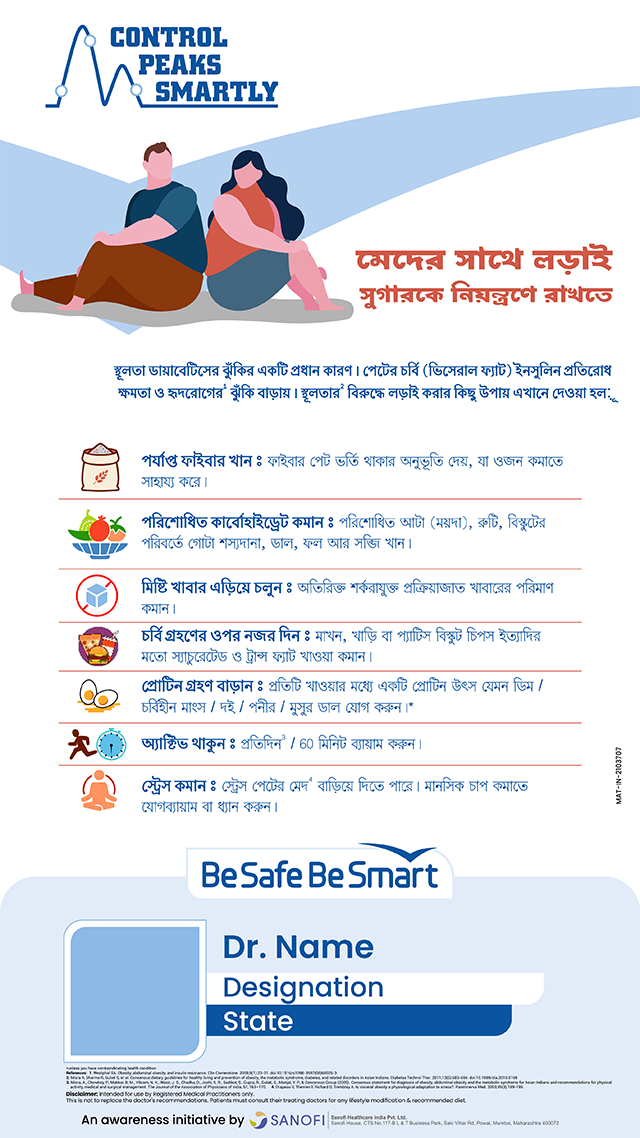 CONTROL
PEAKS
SMARTLY
মেদের সাথে লড়াই
সুগারকে নিয়ন্ত্রণে রাখতে
স্থূলতা ডায়াবেটিসের ঝুঁকির একটি প্রধান কারণ। পেটের চর্বি (ভিসেরাল ফ্যাট) ইনসুলিন প্রতিরোধ
ক্ষমতা ও হৃদরোগের¹ ঝুঁকি বাড়ায়। স্থূলতার² বিরুদ্ধে লড়াই করার কিছু উপায় এখানে দেওয়া হল:
পর্যাপ্ত ফাইবার খান ঃ ফাইবার পেট ভর্তি থাকার অনুভূতি দেয়, যা ওজন কমাতে
সাহায্য করে।
পরিশোধিত কার্বোহাইড্রেট কমান ঃ পরিশোধিত আটা (ময়দা), রুটি, বিস্কুটের
পরিবর্তে গোটা শস্যদানা, ডাল, ফল আর সব্জি খান।
মিষ্টি খাবার এড়িয়ে চলুন ঃ অতিরিক্ত শর্করাযুক্ত প্রক্রিয়াজাত খাবারের পরিমাণ
কমান।
চর্বি গ্রহণের ওপর নজর দিন ঃ মাখন, খাড়ি বা প্যাটিস বিস্কুট চিপস ইত্যাদির
মতো স্যাচুরেটেড ও ট্রান্স ফ্যাট খাওয়া কমান।
প্রোটিন গ্রহণ বাড়ান ঃ প্রতিটি খাওয়ার মধ্যে একটি প্রোটিন উৎস যেমন ডিম /
চর্বিহীন মাংস / দই / পনীর / মুসুর ডাল যোগ করুন।*
অ্যাক্টিভ থাকুন ঃ প্রতিদিন³ / 60 মিনিট ব্যায়াম করুন।
স্ট্রেস কমান ঃ স্ট্রেস পেটের মেদ⁴ বাড়িয়ে দিতে পারে। মানসিক চাপ কমাতে
যোগব্যায়াম বা ধ্যান করুন।
MAT-IN-2103707
Be Safe Be Smart
Dr. Name
Designation
State
*unless you have contraindicating health condition
Disclaimer: Intended for use by Registered Medical Practitioners only.
This is not to replace the doctor's recommendations. Patients must consult their treating doctors for any lifestyle modification & recommended diet.
An awareness initiative by SANOFI
Sanofi Healthcare India Pvt. Ltd.
Sanofi House, CTS No.117-B L & T Business Park, Saki Vihar Rd, Powai, Mumbai, Maharashtra 400072